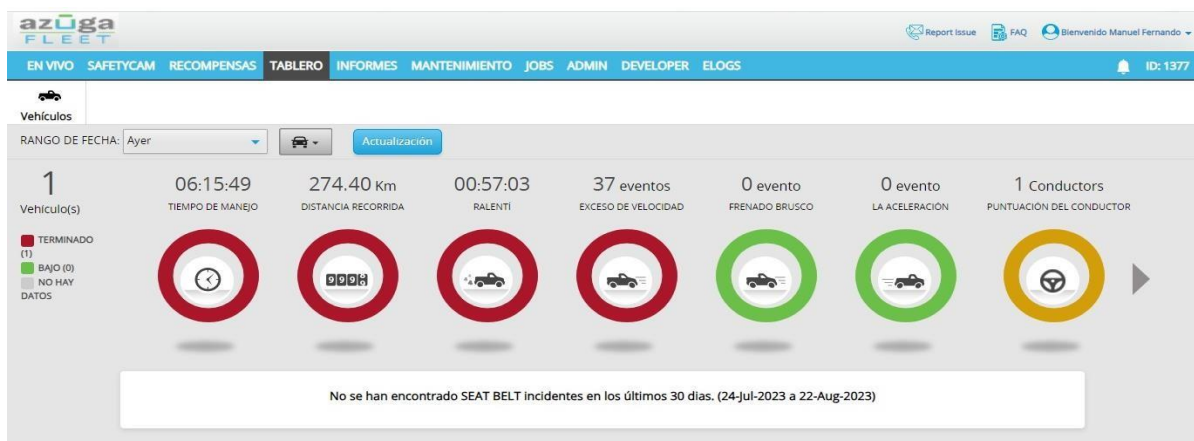 azuga
FLEET
Report Issue FAQ Bienvenido Manuel Fernando
EN VIVO SAFETYCAM RECOMPENSAS TABLERO INFORMES MANTENIMIENTO JOBS ADMIN DEVELOPER ELOGS ID: 1377
Vehículos
RANGO DE FECHA: Ayer Actualización
1 06:15:49 274.40 Km 00:57:03 37 eventos 0 evento 0 evento 1 Conductors
Vehículo(s) TIEMPO DE MANEJO DISTANCIA RECORRIDA RALENTÍ EXCESO DE VELOCIDAD FRENADO BRUSCO LA ACELERACIÓN PUNTUACIÓN DEL CONDUCTOR
TERMINADO
(1)
BAJO (0)
NO HAY
DATOS
No se han encontrado SEAT BELT incidentes en los últimos 30 dias. (24-Jul-2023 a 22-Aug-2023)